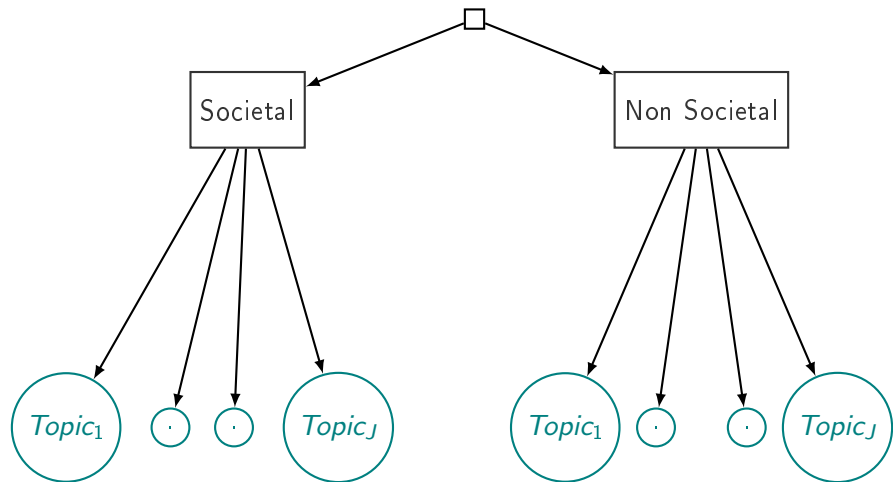 Societal
Non Societal
Topic₁
.
.
Topic_J
Topic₁
.
.
Topic_J